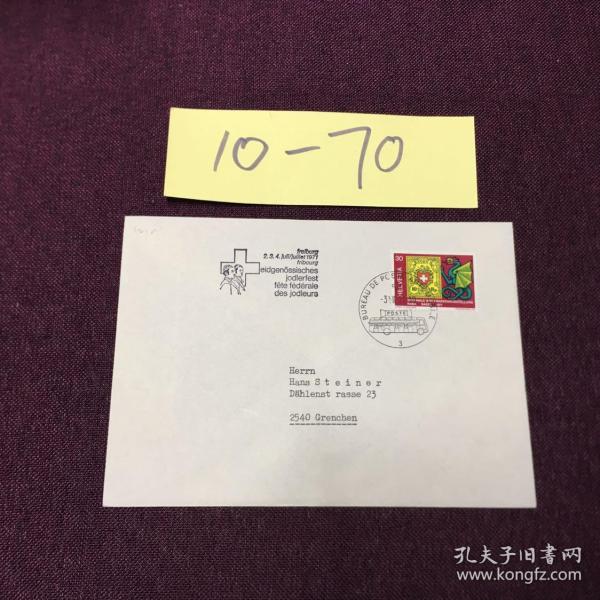 10-70
freiburg
2.3.4. juli/juillet 1971
fribourg
eidgenössisches
jodlerfest
fête fédérale
des jodleurs
30
HELVETIA
BASEL
BUREAU DE
POSTE
3
Herrn
Hans Steiner
Dählenst rasse 23
2540 Grenchen
孔夫子旧书网
www.kongfz.com